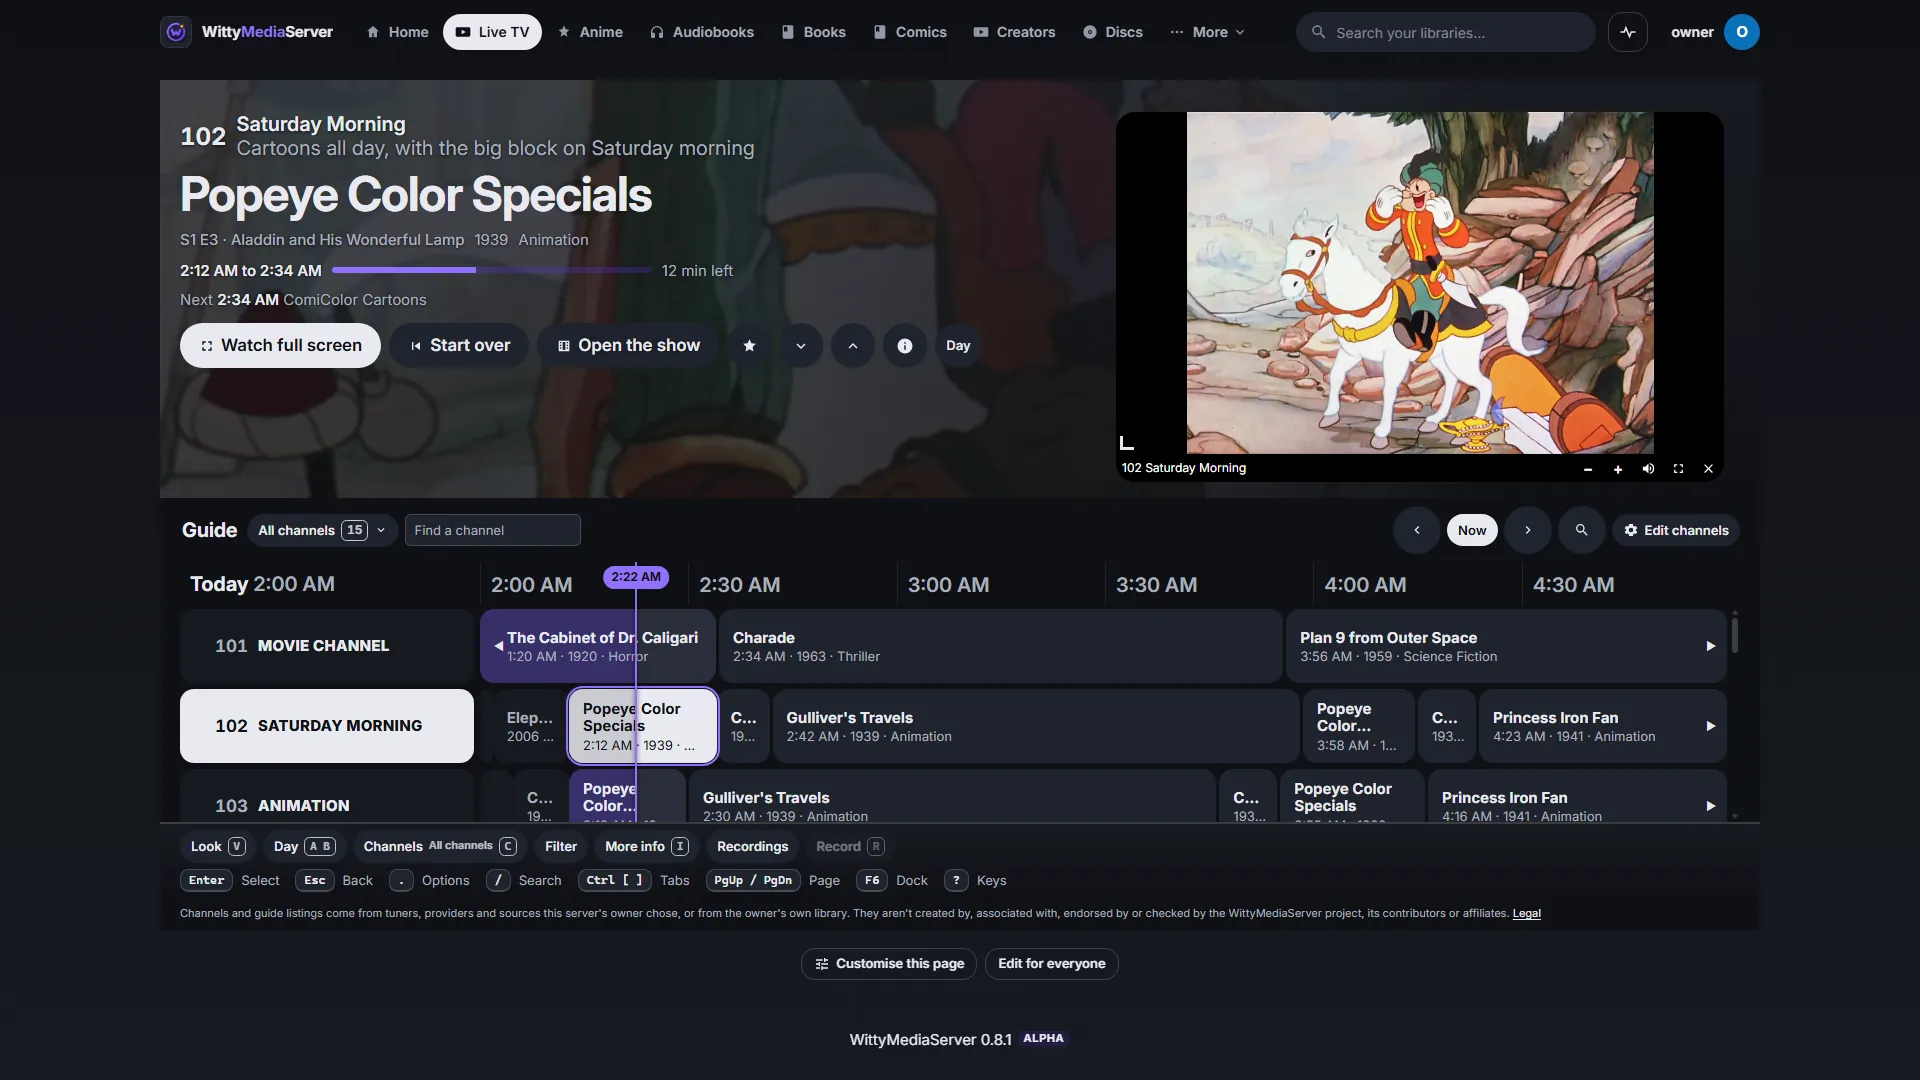 WittyMediaServer
Home
Live TV
Anime
Audiobooks
Books
Comics
Creators
Discs
More
Search your libraries...
owner
O
102
Saturday Morning
Cartoons all day, with the big block on Saturday morning
Popeye Color Specials
S1 E3 · Aladdin and His Wonderful Lamp 1939 Animation
2:12 AM to 2:34 AM
12 min left
Next 2:34 AM ComiColor Cartoons
Watch full screen
Start over
Open the show
Day
102 Saturday Morning
Guide
All channels 15
Find a channel
Now
Edit channels
Today 2:00 AM
2:00 AM
2:22 AM
2:30 AM
3:00 AM
3:30 AM
4:00 AM
4:30 AM
101 MOVIE CHANNEL
The Cabinet of Dr. Caligari
1:20 AM · 1920 · Horror
Charade
2:34 AM · 1963 · Thriller
Plan 9 from Outer Space
3:56 AM · 1959 · Science Fiction
102 SATURDAY MORNING
Elep...
2006 ...
Popeye Color
Specials
2:12 AM · 1939 · ...
C...
19...
Gulliver's Travels
2:42 AM · 1939 · Animation
Popeye
Color...
3:58 AM · 1...
C...
193...
Princess Iron Fan
4:23 AM · 1941 · Animation
103 ANIMATION
C...
19...
Popeye
Color...
Gulliver's Travels
2:30 AM · 1939 · Animation
C...
193...
Popeye Color
Specials
Princess Iron Fan
4:16 AM · 1941 · Animation
Look V
Day A B
Channels All channels C
Filter
More info I
Recordings
Record R
Enter Select
Esc Back
. Options
/ Search
Ctrl [ ] Tabs
PgUp / PgDn Page
F6 Dock
? Keys
Channels and guide listings come from tuners, providers and sources this server's owner chose, or from the owner's own library. They aren't created by, associated with, endorsed by or checked by the WittyMediaServer project, its contributors or affiliates. Legal
Customise this page
Edit for everyone
WittyMediaServer 0.8.1 ALPHA